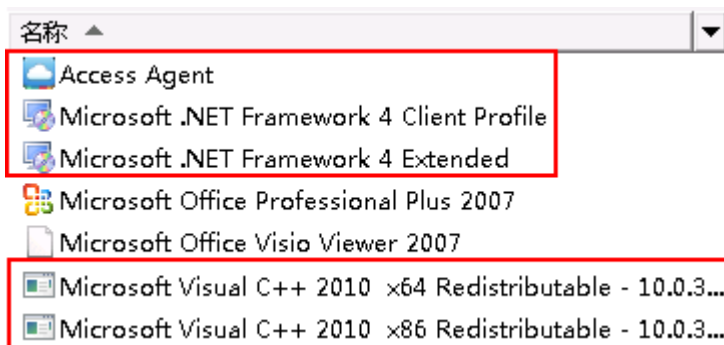 名称
Access Agent
Microsoft .NET Framework 4 Client Profile
Microsoft .NET Framework 4 Extended
Microsoft Office Professional Plus 2007
Microsoft Office Visio Viewer 2007
Microsoft Visual C++ 2010  x64 Redistributable - 10.0.3...
Microsoft Visual C++ 2010  x86 Redistributable - 10.0.3...